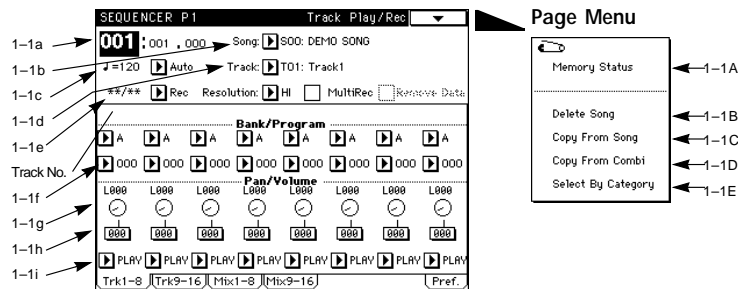 SEQUENCER P1 Track Play/Rec
001:001.000 Song: S00: DEMO SONG
♩=120 Auto Track: T01: Track1
**/** Rec Resolution: HI MultiRec Remove Data
Bank/Program
A A A A A A A A
000 000 000 000 000 000 000 000
Pan/Volume
L000 L000 L000 L000 L000 L000 L000 L000
000 000 000 000 000 000 000 000
PLAY PLAY PLAY PLAY PLAY PLAY PLAY PLAY
Trk1-8 Trk9-16 Mix1-8 Mix9-16 Pref.
1–1a
1–1b
1–1c
1–1d
1–1e
Track No.
1–1f
1–1g
1–1h
1–1i
Page Menu
Memory Status 1–1A
Delete Song 1–1B
Copy From Song 1–1C
Copy From Combi 1–1D
Select By Category 1–1E